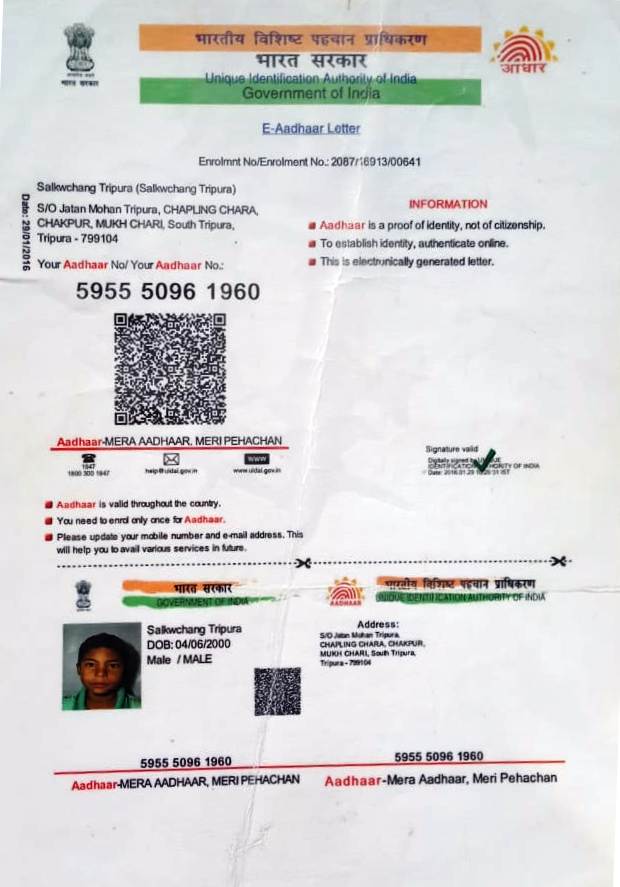 भारतीय विशिष्ट पहचान प्राधिकरण
भारत सरकार
Unique Identification Authority of India
Government of India
भारत सरकार
आधार
E-Aadhaar Letter
Enrolmnt No/Enrolment No.: 2087/16913/00641
Date: 29/01/2016
Salkwchang Tripura (Salkwchang Tripura)
S/O Jatan Mohan Tripura, CHAPLING CHARA,
CHAKPUR, MUKH CHARI, South Tripura,
Tripura - 799104
Your Aadhaar No/ Your Aadhaar No.:
5955 5096 1960
INFORMATION
Aadhaar is a proof of identity, not of citizenship.
To establish identity, authenticate online.
This is electronically generated letter.
Aadhaar-MERA AADHAAR, MERI PEHACHAN
1947
1800 300 1947
help@uidai.gov.in
www
www.uidai.gov.in
Signature valid
Digitally signed by
IDENTIFICATION AUTHORITY OF INDIA
Date: 2016.01.29 IST
Aadhaar is valid throughout the country.
You need to enrol only once for Aadhaar.
Please update your mobile number and e-mail address. This
will help you to avail various services in future.
भारत सरकार
GOVERNMENT OF INDIA
Salkwchang Tripura
DOB: 04/06/2000
Male / MALE
5955 5096 1960
Aadhaar-MERA AADHAAR, MERI PEHACHAN
भारतीय विशिष्ट पहचान प्राधिकरण
UNIQUE IDENTIFICATION AUTHORITY OF INDIA
AADHAAR
Address:
S/O Jatan Mohan Tripura,
CHAPLING CHARA, CHAKPUR,
MUKH CHARI, South Tripura,
Tripura - 799104
5955 5096 1960
Aadhaar-Mera Aadhaar, Meri Pehachan